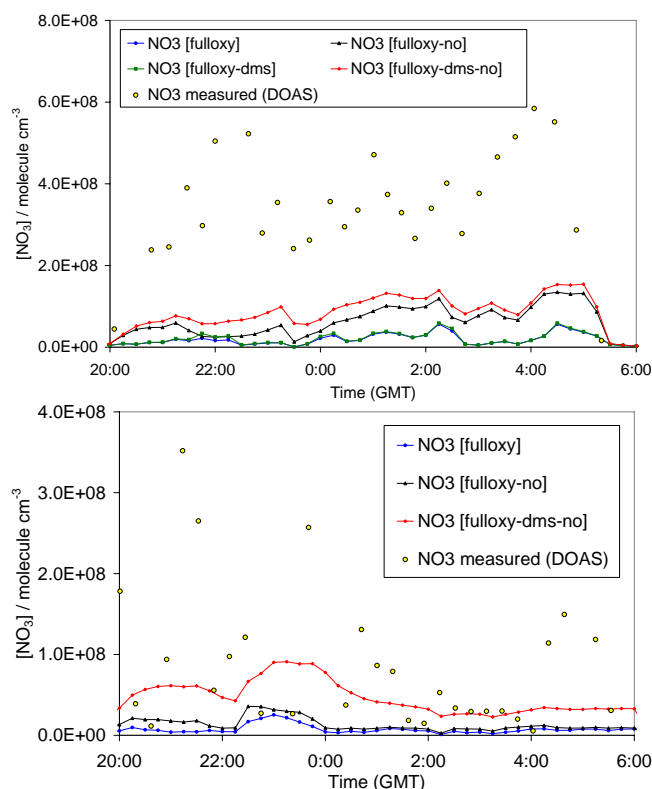 8.0E+08
NO3 [fulloxy]
NO3 [fulloxy-no]
NO3 [fulloxy-dms]
NO3 [fulloxy-dms-no]
NO3 measured (DOAS)
6.0E+08
4.0E+08
2.0E+08
0.0E+00
[NO₃] / molecule cm⁻³
20:00 22:00 0:00 2:00 4:00 6:00
Time (GMT)
4.0E+08
NO3 [fulloxy]
NO3 [fulloxy-no]
NO3 [fulloxy-dms-no]
NO3 measured (DOAS)
3.0E+08
2.0E+08
1.0E+08
0.0E+00
[NO₃] / molecule cm⁻³
20:00 22:00 0:00 2:00 4:00 6:00
Time (GMT)